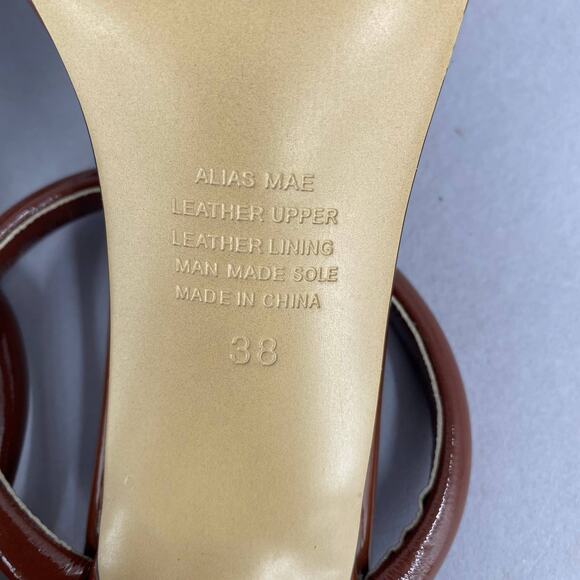 ALIAS MAE
LEATHER UPPER
LEATHER LINING
MAN MADE SOLE
MADE IN CHINA
38